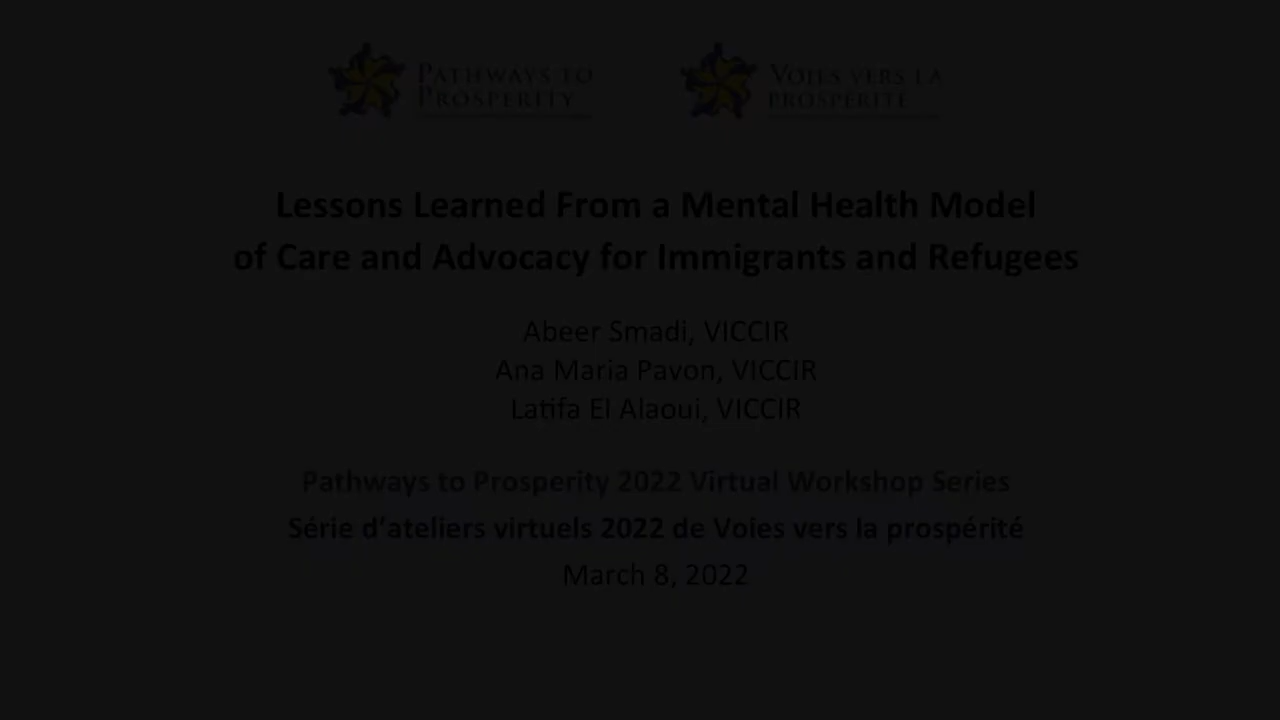 PATHWAYS TO
PROSPERITY
VOIES VERS LA
PROSPÉRITÉ
Lessons Learned From a Mental Health Model
of Care and Advocacy for Immigrants and Refugees
Abeer Smadi, VICCIR
Ana Maria Pavon, VICCIR
Latifa El Alaoui, VICCIR
Pathways to Prosperity 2022 Virtual Workshop Series
Série d'ateliers virtuels 2022 de Voies vers la prospérité
March 8, 2022